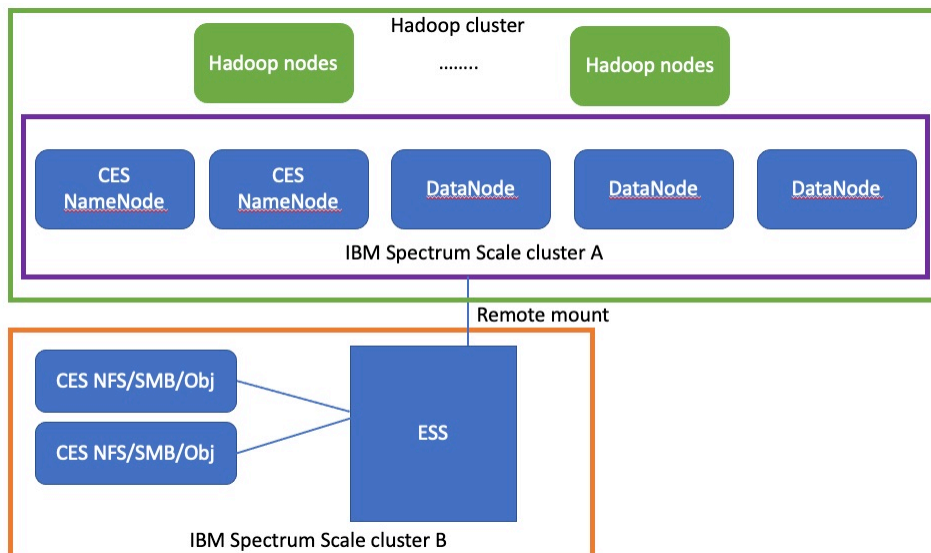 Hadoop cluster
Hadoop nodes
........
Hadoop nodes
CES
NameNode
CES
NameNode
DataNode
DataNode
DataNode
IBM Spectrum Scale cluster A
Remote mount
CES NFS/SMB/Obj
CES NFS/SMB/Obj
ESS
IBM Spectrum Scale cluster B